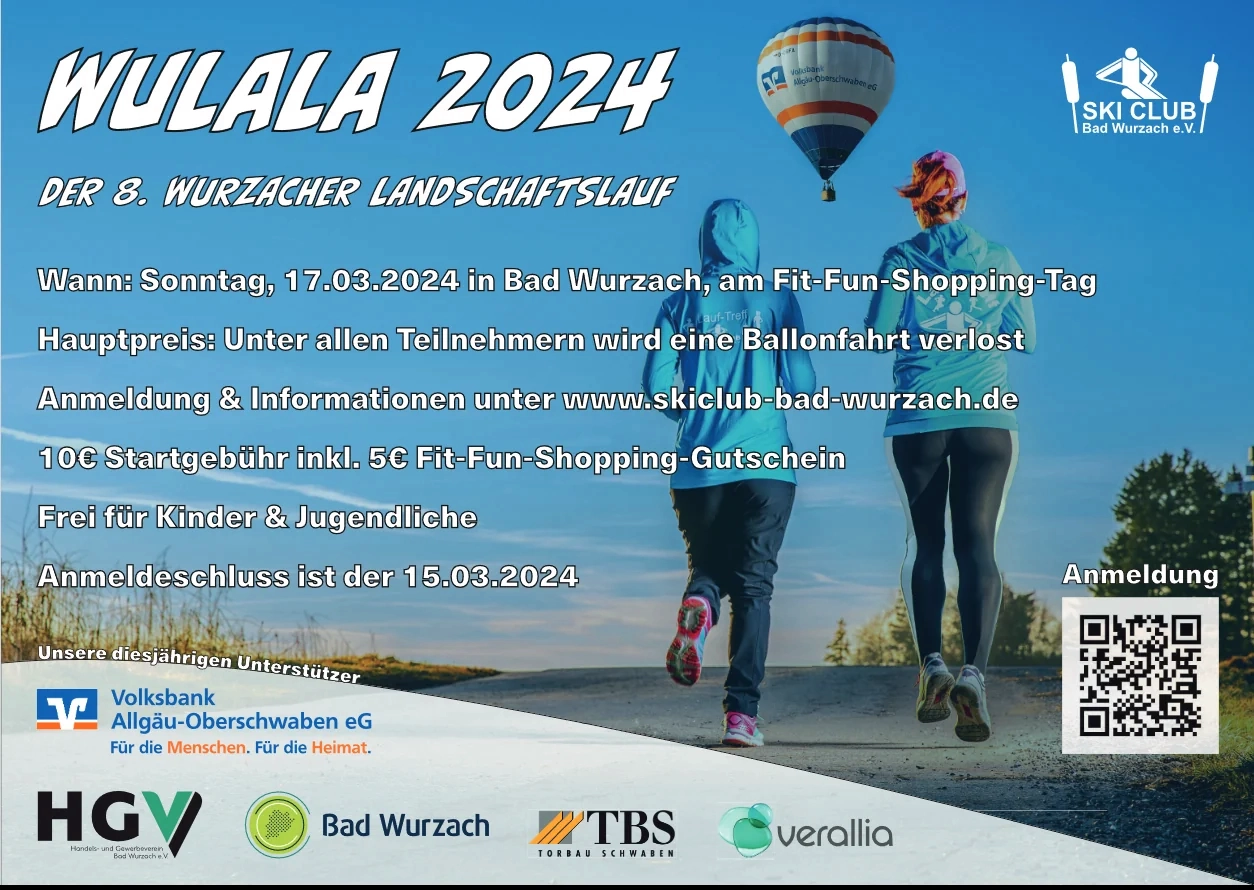 WULALA 2024
DER 8. WURZACHER LANDSCHAFTSLAUF
Volksbank
Allgäu-Oberschwaben eG
SKI CLUB
Bad Wurzach e.V.
Wann: Sonntag, 17.03.2024 in Bad Wurzach, am Fit-Fun-Shopping-Tag
Hauptpreis: Unter allen Teilnehmern wird eine Ballonfahrt verlost
Anmeldung & Informationen unter www.skiclub-bad-wurzach.de
10€ Startgebühr inkl. 5€ Fit-Fun-Shopping-Gutschein
Frei für Kinder & Jugendliche
Anmeldeschluss ist der 15.03.2024
Anmeldung
Unsere diesjährigen Unterstützer
Volksbank
Allgäu-Oberschwaben eG
Für die Menschen. Für die Heimat.
HGV
Handels- und Gewerbeverein
Bad Wurzach e.V.
Bad Wurzach
TBS
TORBAU SCHWABEN
verallia